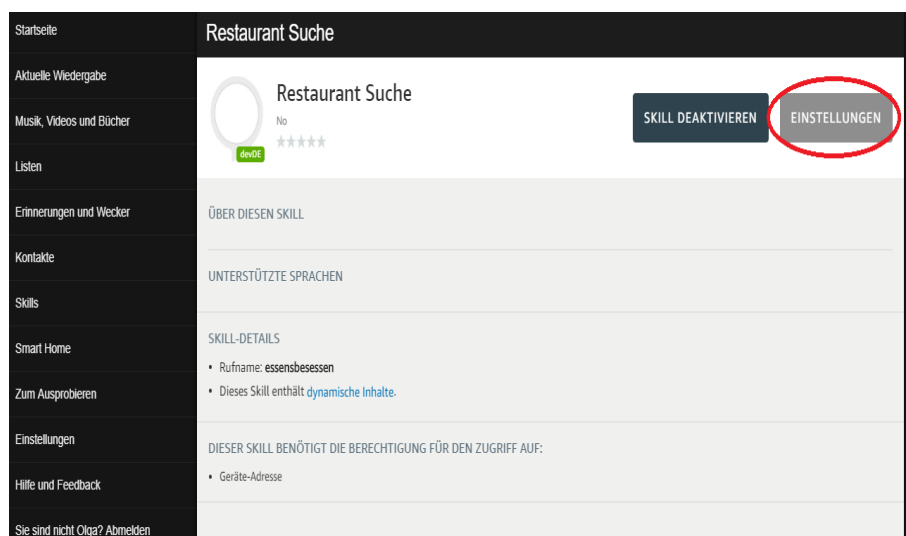 Startseite
Aktuelle Wiedergabe
Musik, Videos und Bücher
Listen
Erinnerungen und Wecker
Kontakte
Skills
Smart Home
Zum Ausprobieren
Einstellungen
Hilfe und Feedback
Sie sind nicht Olga? Abmelden
Restaurant Suche
Restaurant Suche
No
devDE
SKILL DEAKTIVIEREN
EINSTELLUNGEN
ÜBER DIESEN SKILL
UNTERSTÜTZTE SPRACHEN
SKILL-DETAILS
• Rufname: essensbesessen
• Dieses Skill enthält dynamische Inhalte.
DIESER SKILL BENÖTIGT DIE BERECHTIGUNG FÜR DEN ZUGRIFF AUF:
• Geräte-Adresse